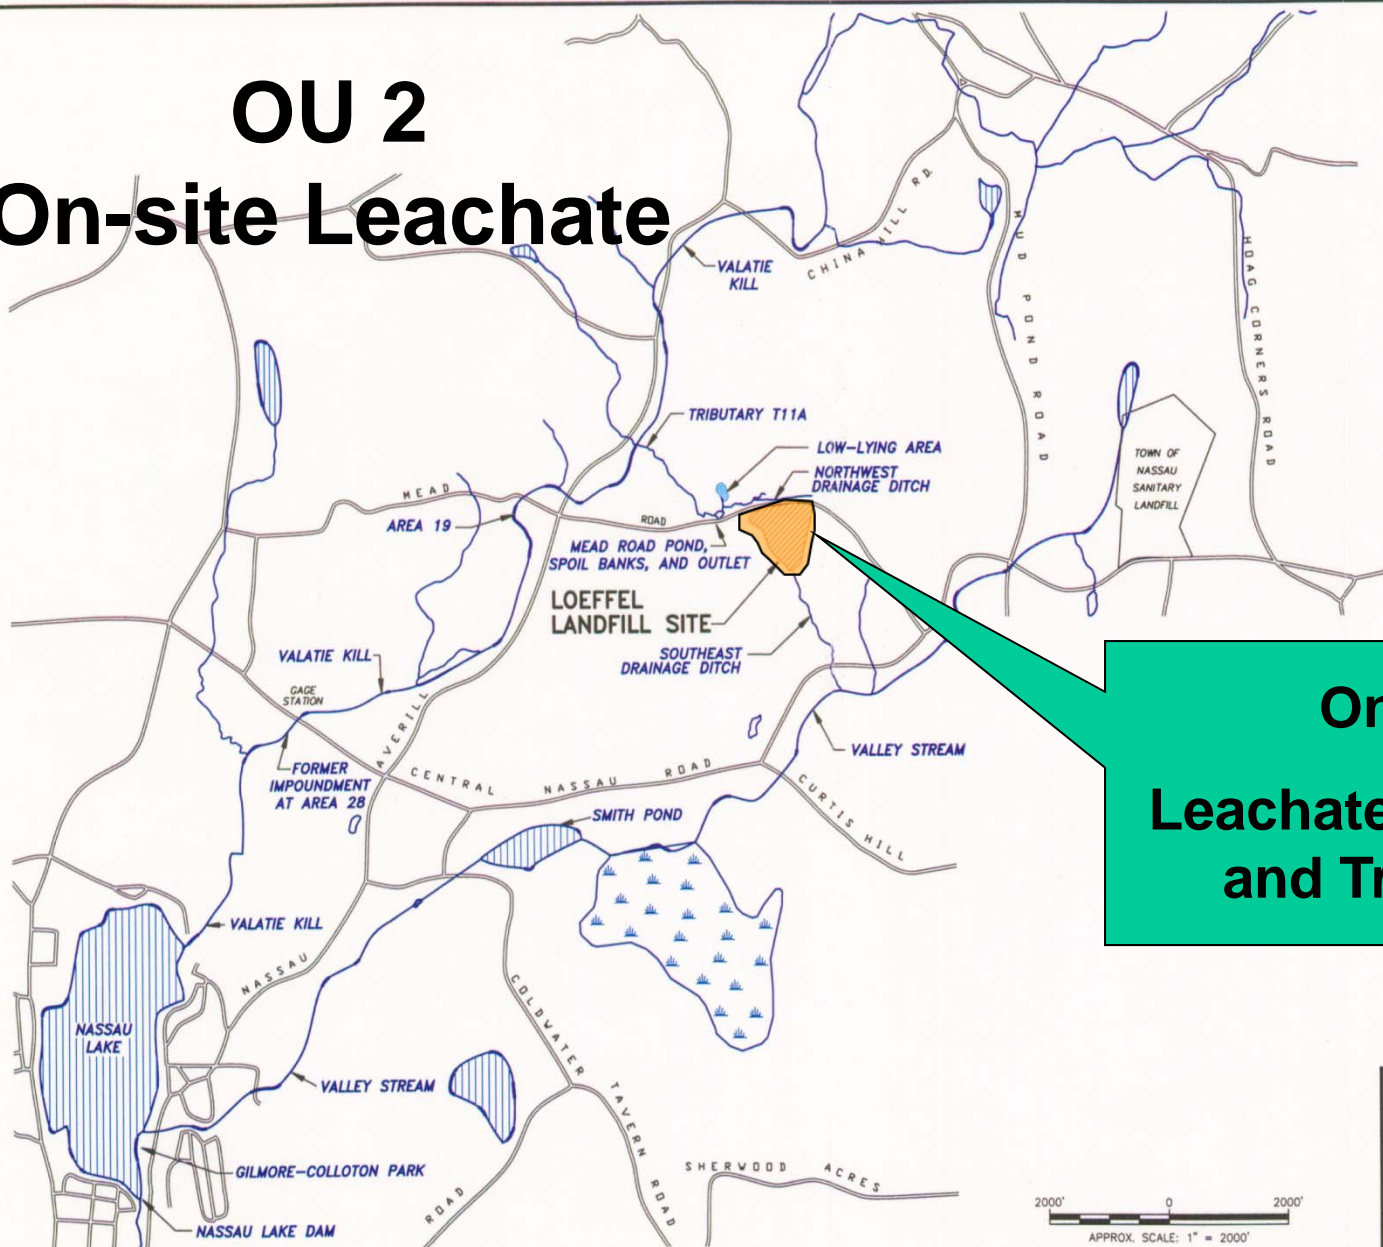 OU 2
On-site Leachate
VALATIE
KILL
CHINA HILL RD.
MUD POND ROAD
HOAG CORNERS ROAD
TRIBUTARY T11A
LOW-LYING AREA
NORTHWEST
DRAINAGE DITCH
TOWN OF
NASSAU
SANITARY
LANDFILL
MEAD
ROAD
AREA 19
MEAD ROAD POND,
SPOIL BANKS, AND OUTLET
LOEFFEL
LANDFILL SITE
SOUTHEAST
DRAINAGE DITCH
VALATIE KILL
GAGE
STATION
AVERILL
FORMER
IMPOUNDMENT
AT AREA 28
CENTRAL NASSAU ROAD
VALLEY STREAM
CURTIS HILL
SMITH POND
On
Leachate
and Tr
VALATIE KILL
NASSAU
ROAD
COLDWATER TAVERN ROAD
NASSAU
LAKE
VALLEY STREAM
GILMORE-COLLOTON PARK
NASSAU LAKE DAM
SHERWOOD ACRES
2000' 0 2000'
APPROX. SCALE: 1" = 2000'